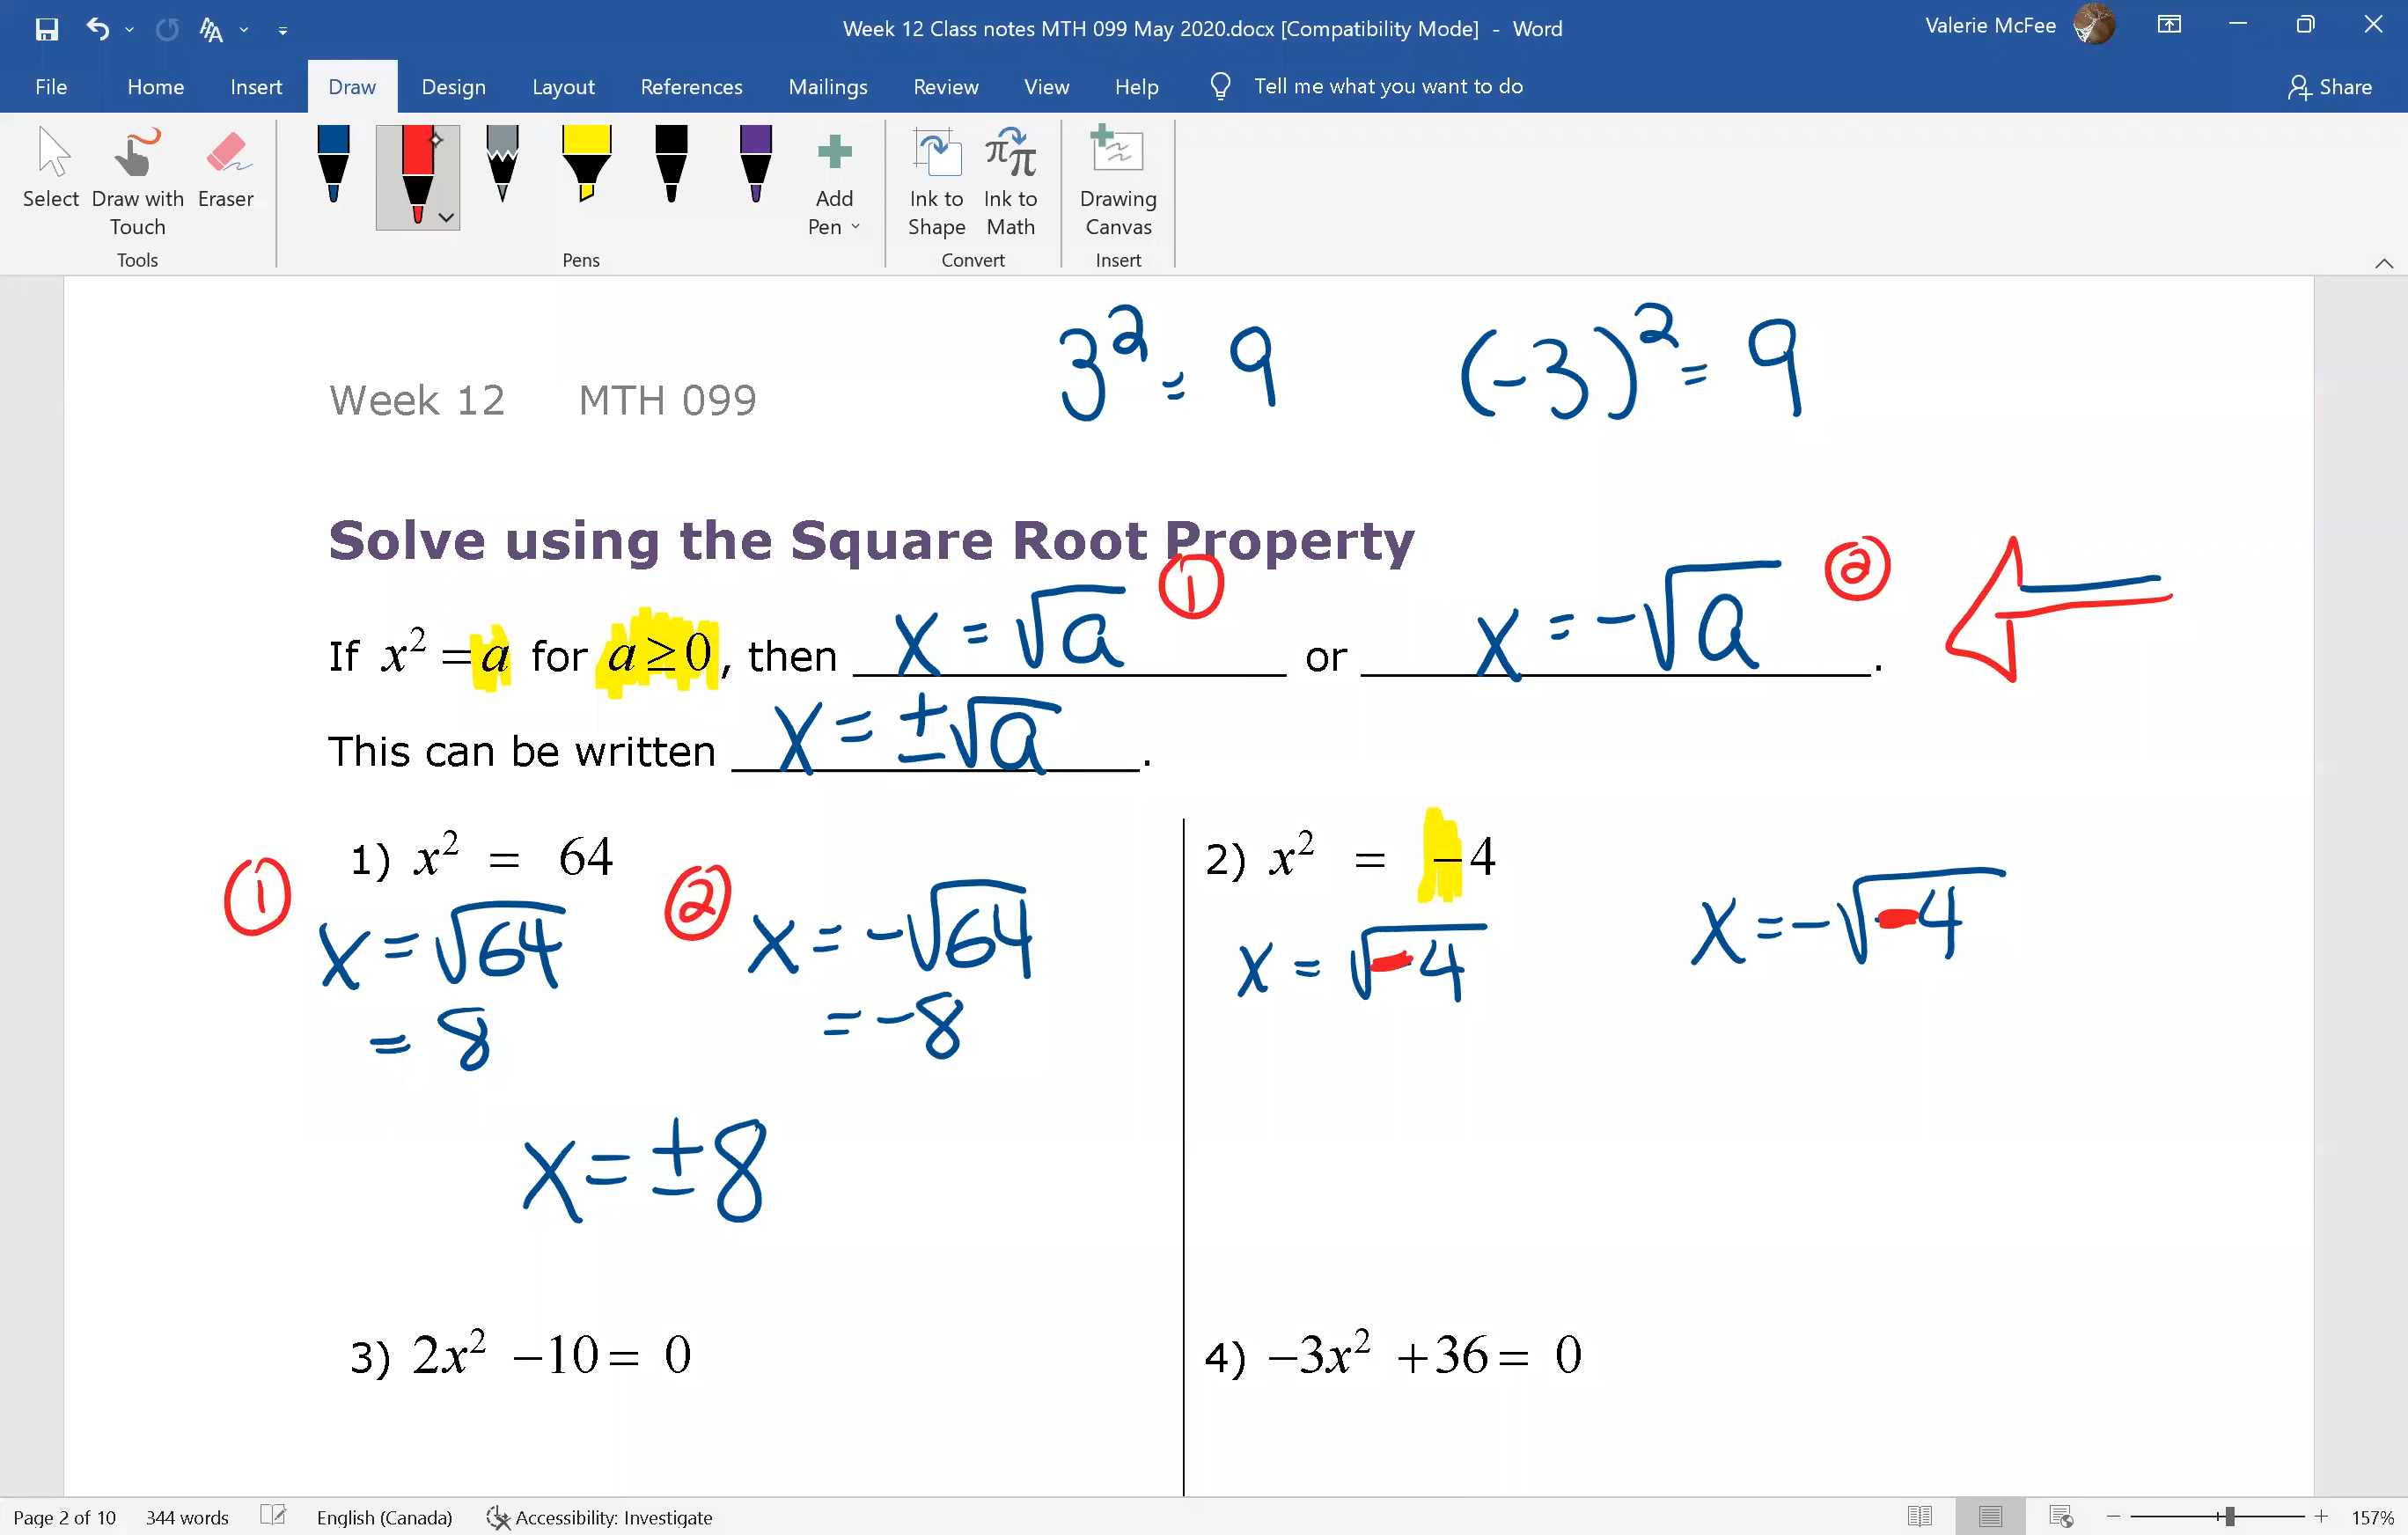 Week 12 Class notes MTH 099 May 2020.docx [Compatibility Mode] - Word
Valerie McFee
File Home Insert Draw Design Layout References Mailings Review View Help Tell me what you want to do Share
Select Draw with Touch Eraser
Add Pen
Ink to Shape Ink to Math
Drawing Canvas
Tools Pens Convert Insert
3² = 9 (-3)² = 9
Week 12 MTH 099
Solve using the Square Root Property
① ②
If x² = a for a ≥ 0, then x = √a or x = -√a.
This can be written x = ±√a.
1) x² = 64
① x = √64 ② x = -√64
= 8 = -8
x = ±8
2) x² = -4
x = √-4 x = -√-4
3) 2x² -10 = 0
4) -3x² +36 = 0
Page 2 of 10 344 words English (Canada) Accessibility: Investigate 157%